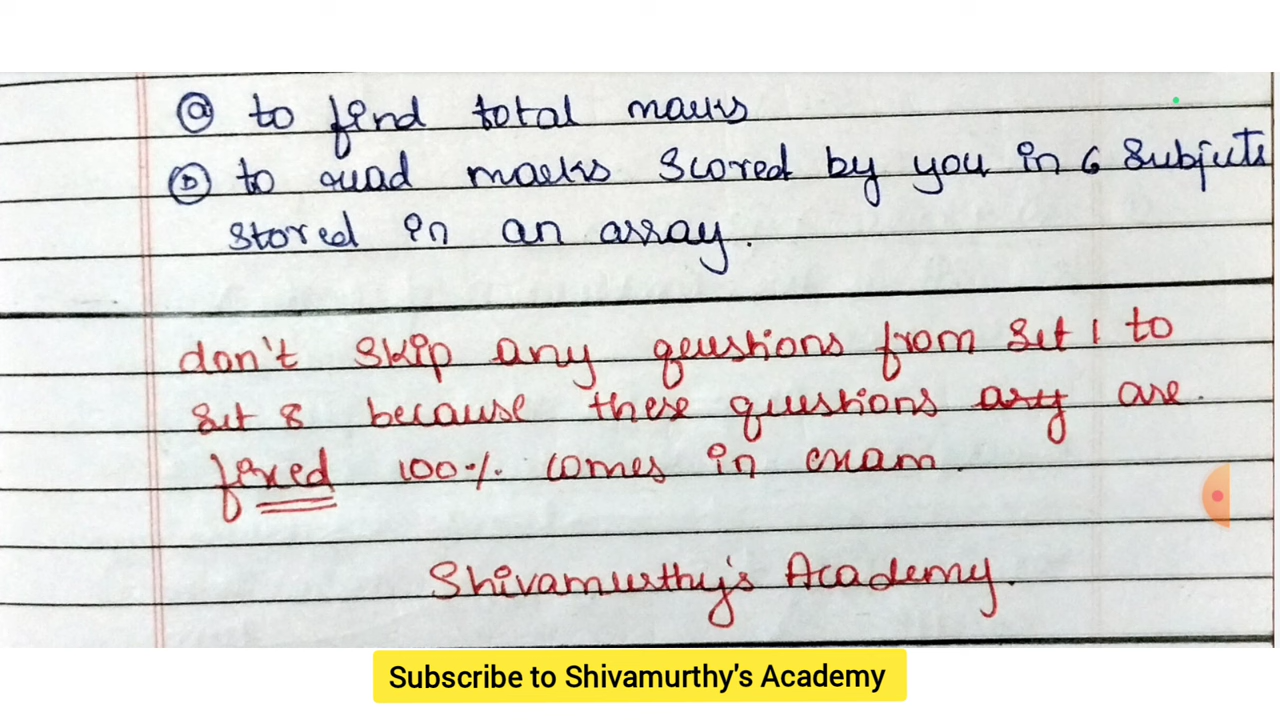 ⓐ to find total marks
ⓑ to read marks scored by you in 6 Subjects
stored in an array.
don't skip any questions from Set 1 to
Set 8 because these questions any are.
fixed 100% comes in exam.
Shivamurthy's Academy.
Subscribe to Shivamurthy's Academy